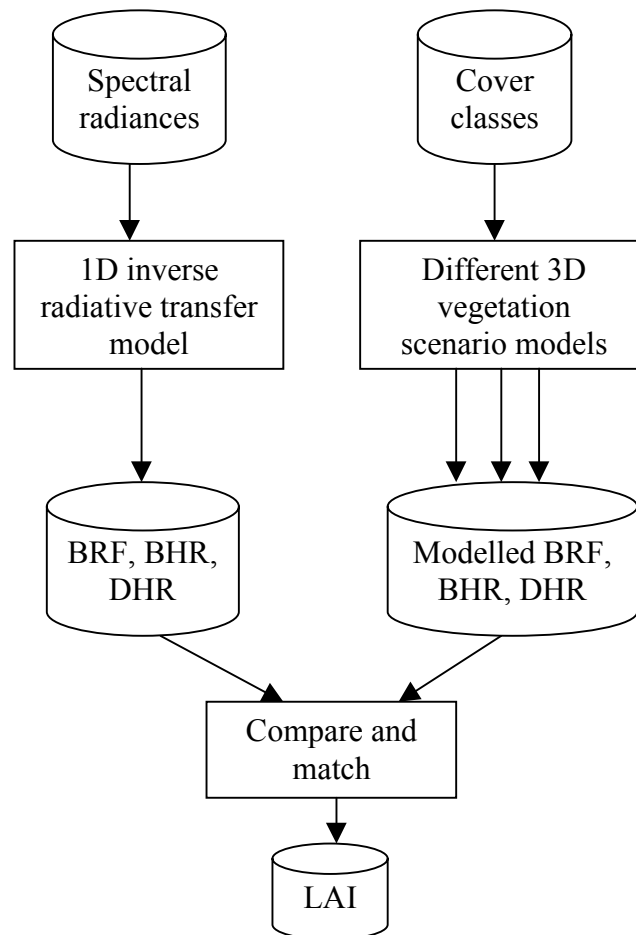 Spectral
radiances
Cover
classes
1D inverse
radiative transfer
model
Different 3D
vegetation
scenario models
BRF, BHR,
DHR
Modelled BRF,
BHR, DHR
Compare and
match
LAI